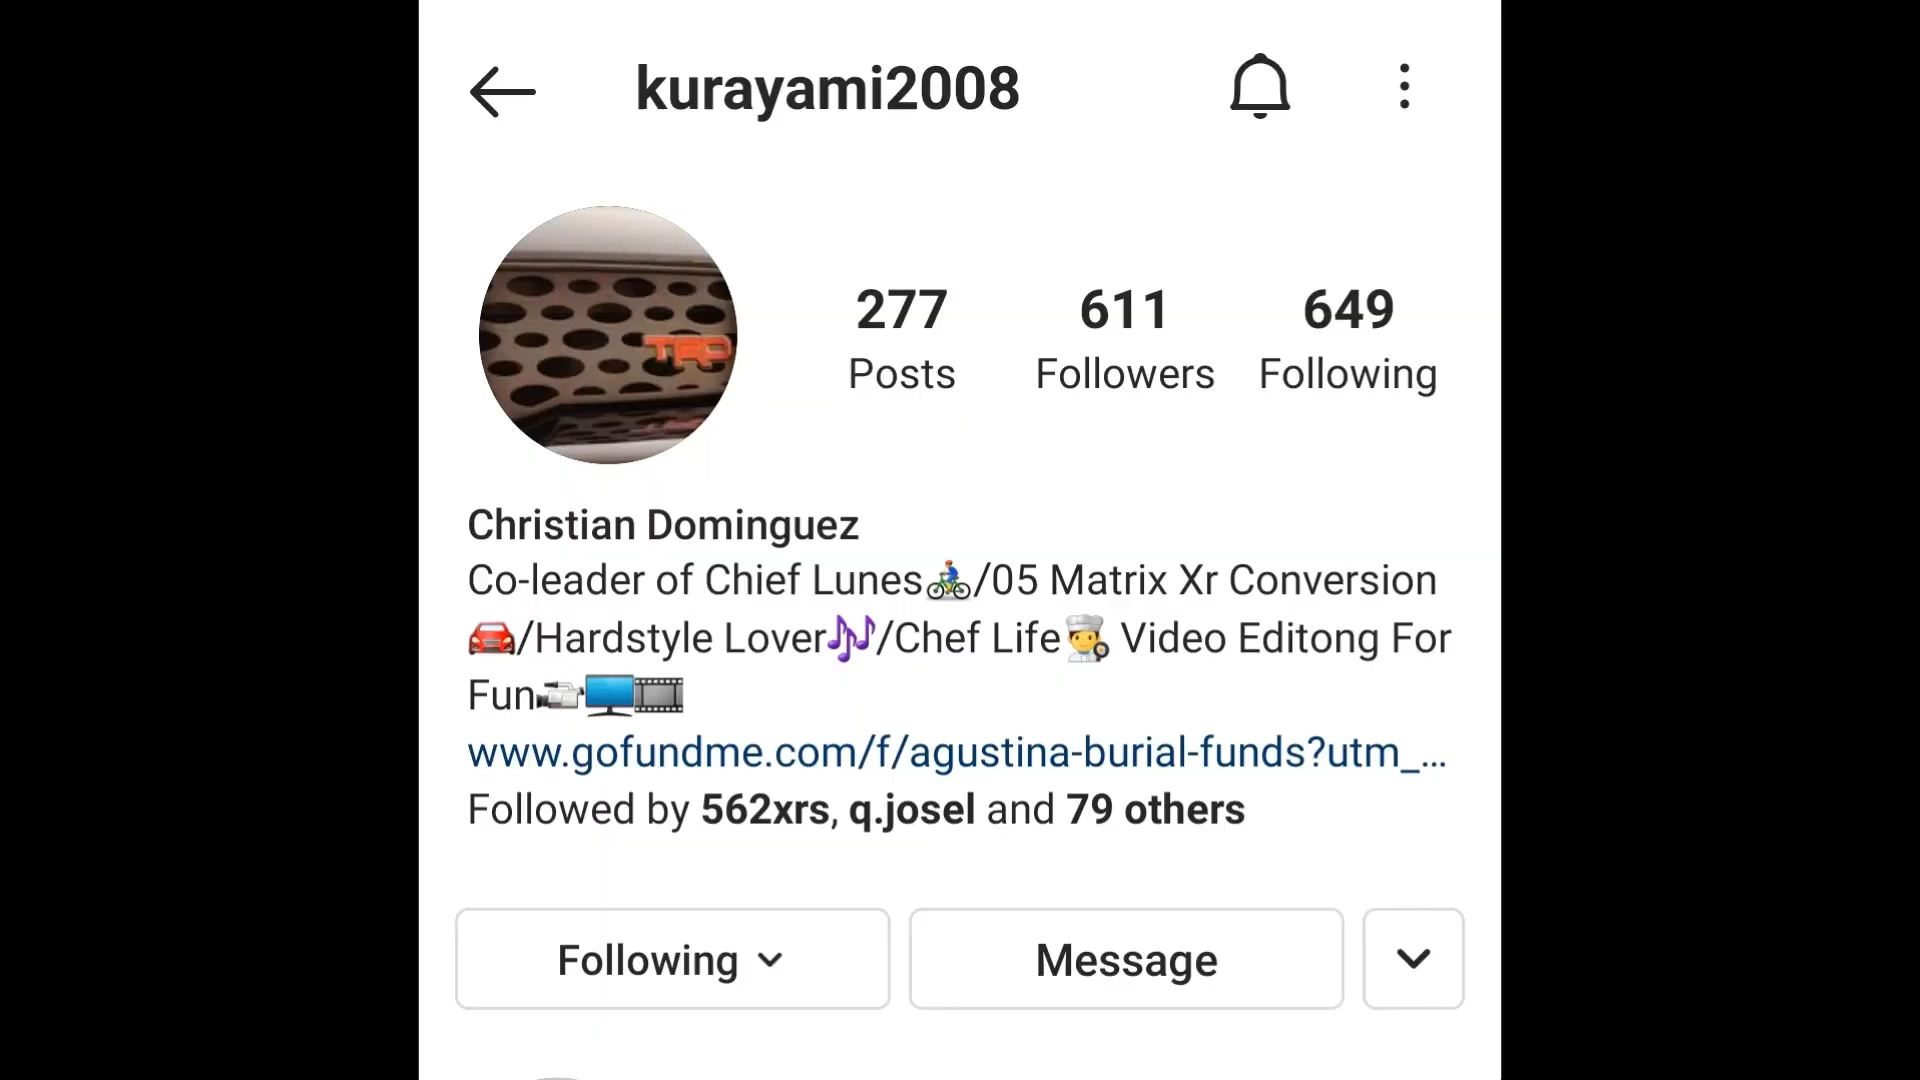 kurayami2008
TRD
277 611 649
Posts Followers Following
Christian Dominguez
Co-leader of Chief Lunes🚴/05 Matrix Xr Conversion
🚘/Hardstyle Lover🎶/Chef Life👨‍🍳 Video Editong For
Fun🎥🖥️🎞️
www.gofundme.com/f/agustina-burial-funds?utm_...
Followed by 562xrs, q.josel and 79 others
Following Message